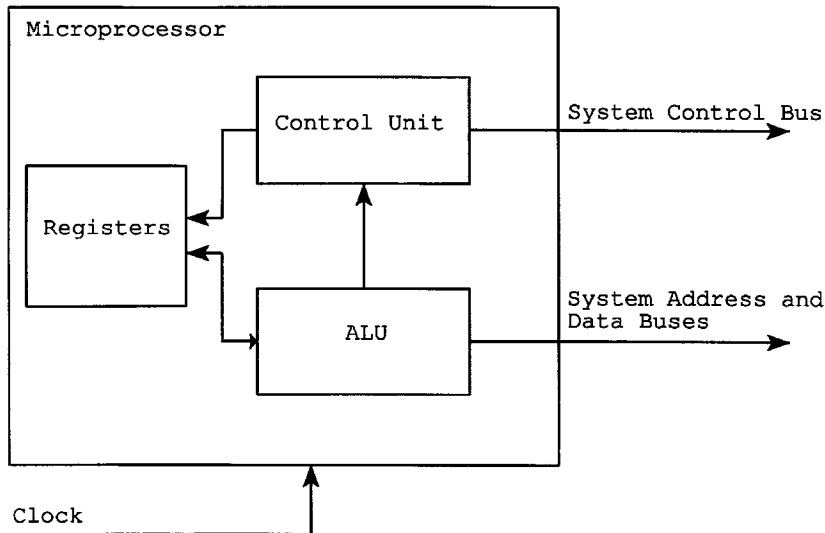 Microprocessor
Control Unit
System Control Bus
Registers
System Address and
Data Buses
ALU
Clock